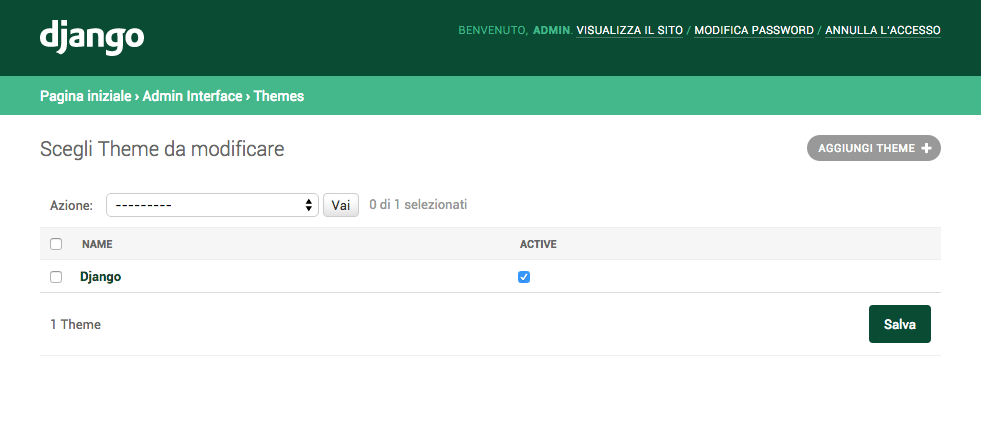 django
BENVENUTO, ADMIN. VISUALIZZA IL SITO / MODIFICA PASSWORD / ANNULLA L'ACCESSO
Pagina iniziale › Admin Interface › Themes
Scegli Theme da modificare
AGGIUNGI THEME +
Azione: --------- Vai 0 di 1 selezionati
NAME ACTIVE
Django
1 Theme
Salva